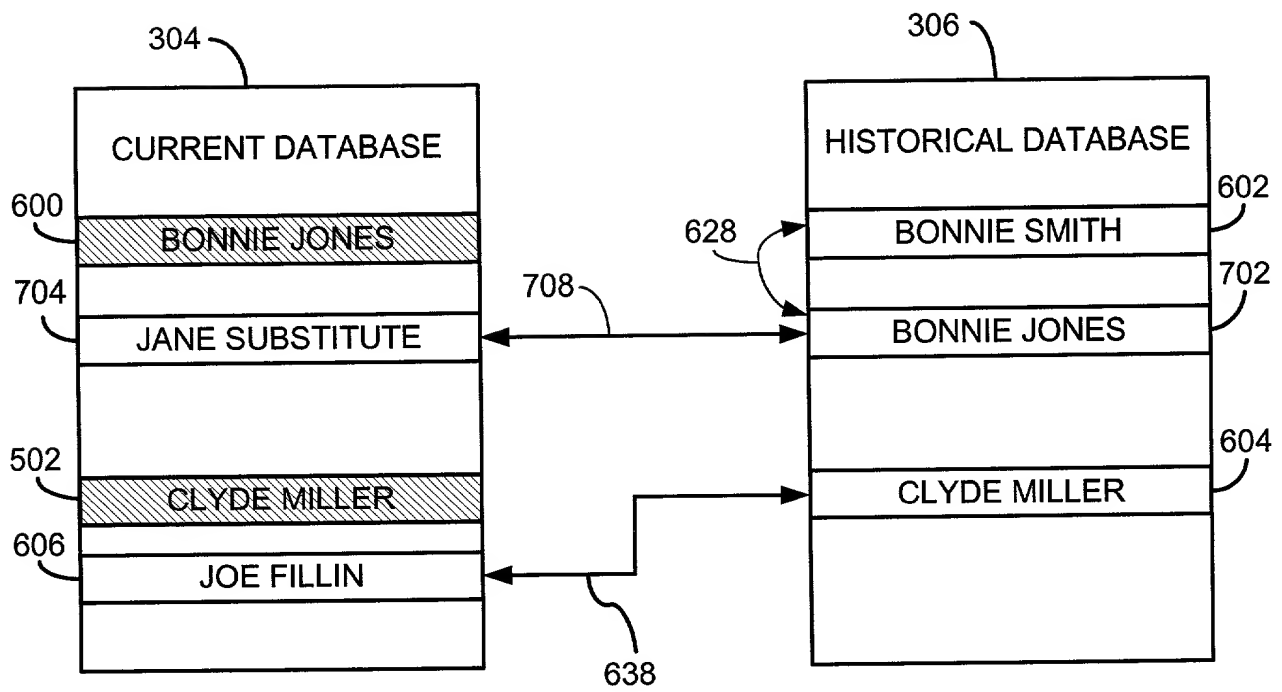 304
306
CURRENT DATABASE
HISTORICAL DATABASE
600
602
BONNIE JONES
BONNIE SMITH
628
704
708
702
JANE SUBSTITUTE
BONNIE JONES
502
604
CLYDE MILLER
CLYDE MILLER
606
JOE FILLIN
638